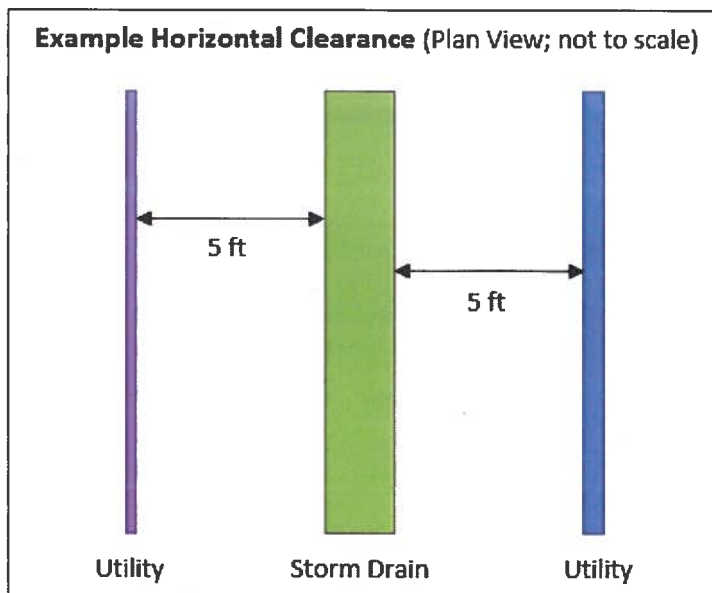 Example Horizontal Clearance (Plan View; not to scale)
5 ft
5 ft
Utility
Storm Drain
Utility